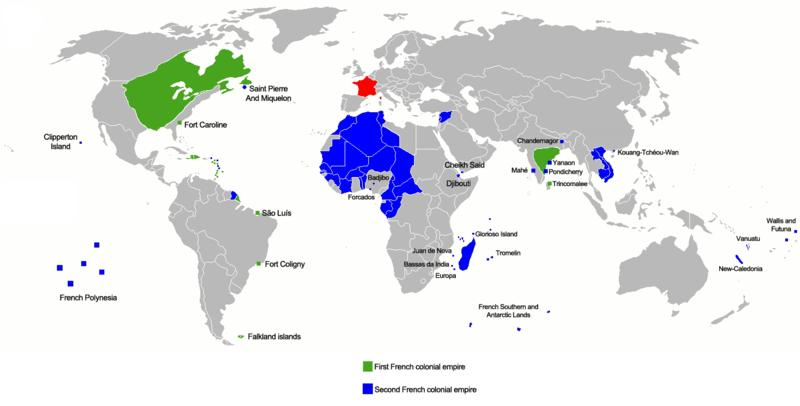 Saint Pierre
And Miquelon
Fort Caroline
Clipperton
Island
Chandernagor
Kouang-Tchéou-Wan
Yanaon
Mahé
Pondicherry
Trincomalee
Cheikh Saïd
Badjibo
Djibouti
Forcados
São Luís
Wallis and
Futuna
Glorioso Island
Vanuatu
Juan de Nova
Tromelin
Bassas da India
Fort Coligny
New-Caledonia
Europa
French Polynesia
French Southern and
Antarctic Lands
Falkland islands
First French colonial empire
Second French colonial empire